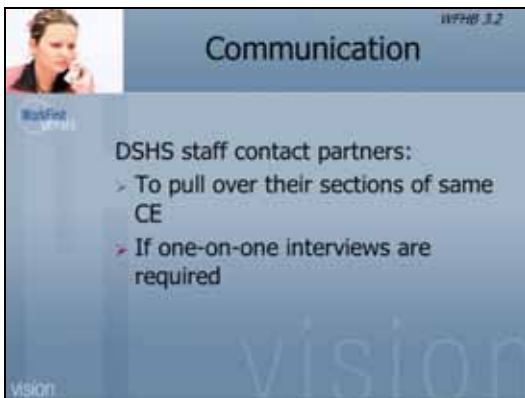 WFHB 3.2
Communication
WorkFirst
DSHS staff contact partners:
➢ To pull over their sections of same
CE
➢ If one-on-one interviews are
required
vision
vision